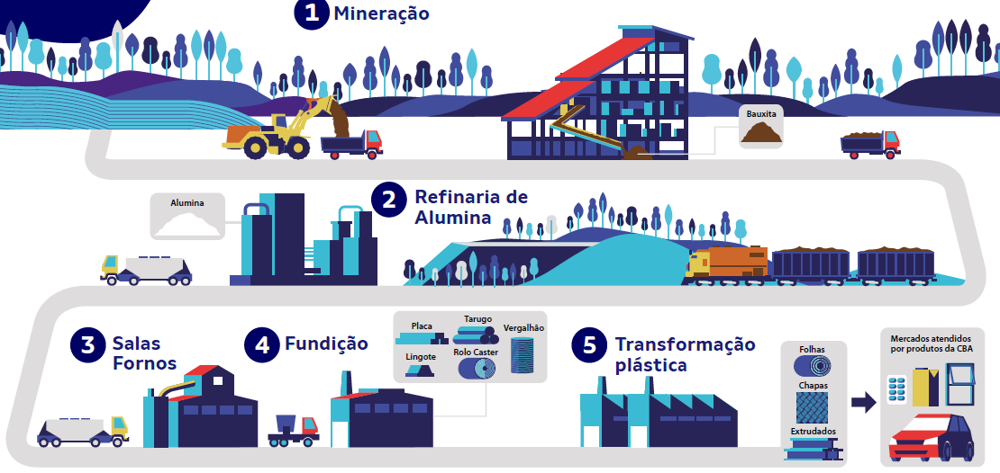 1 Mineração
Bauxita
Alumina
2 Refinaria de
Alumina
3 Salas
Fornos
4 Fundição
Placa
Tarugo
Vergalhão
Lingote
Rolo Caster
5 Transformação
plástica
Folhas
Chapas
Extrudados
Mercados atendidos
por produtos da CBA